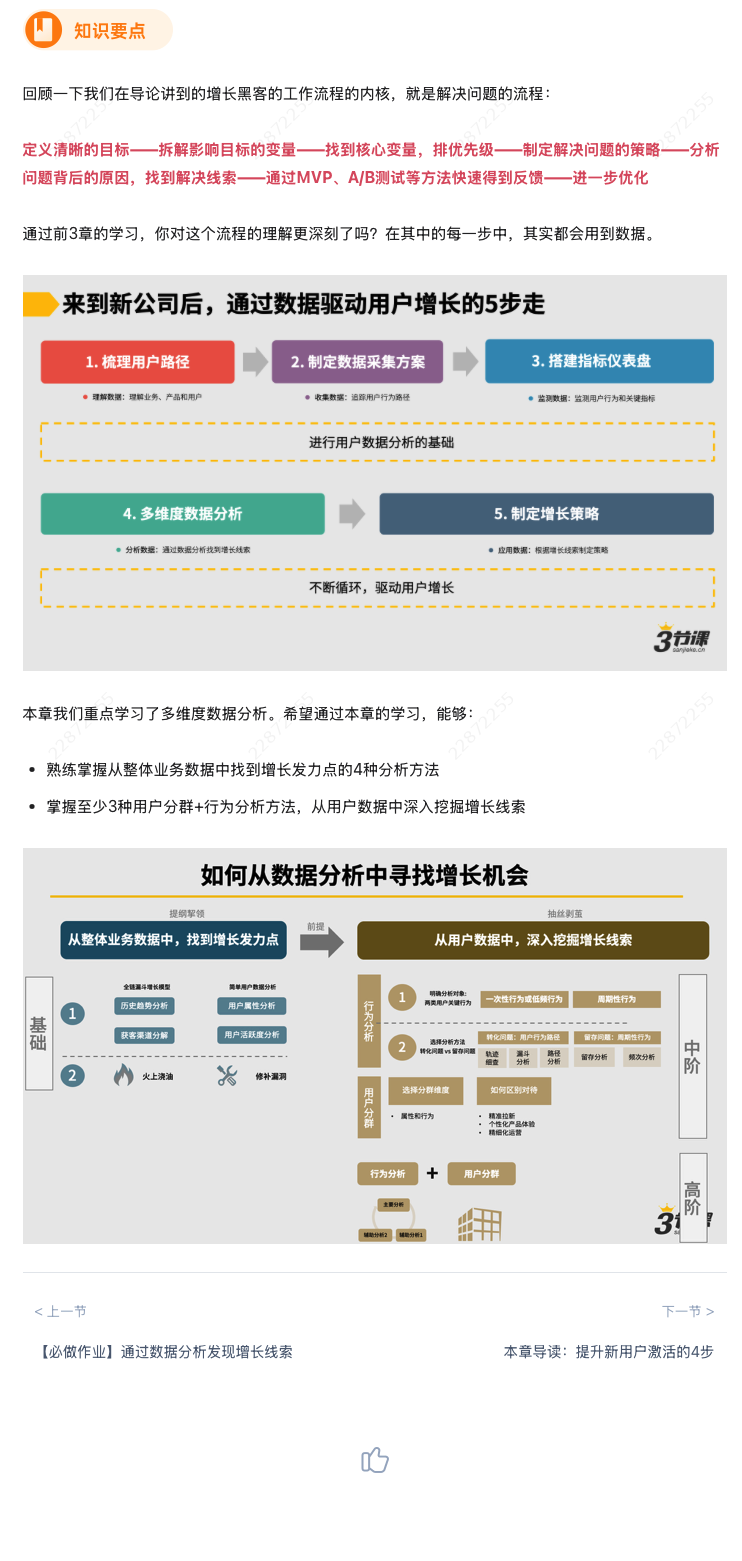 知识要点
回顾一下我们在导论讲到的增长黑客的工作流程的内核，就是解决问题的流程：
定义清晰的目标——拆解影响目标的变量——找到核心变量，排优先级——制定解决问题的策略——分析
问题背后的原因，找到解决线索——通过MVP、A/B测试等方法快速得到反馈——进一步优化
通过前3章的学习，你对这个流程的理解更深刻了吗？在其中的每一步中，其实都会用到数据。
来到新公司后，通过数据驱动用户增长的5步走
1. 梳理用户路径
2. 制定数据采集方案
3. 搭建指标仪表盘
• 理解数据：理解业务、产品和用户
• 收集数据：追踪用户行为路径
• 监测数据：监测用户行为和关键指标
进行用户数据分析的基础
4. 多维度数据分析
5. 制定增长策略
• 分析数据：通过数据分析找到增长线索
• 应用数据：根据增长线索制定策略
不断循环，驱动用户增长
3节课
sanjieke.cn
22872255
22872255
22872255
22872255
本章我们重点学习了多维度数据分析。希望通过本章的学习，能够：
• 熟练掌握从整体业务数据中找到增长发力点的4种分析方法
• 掌握至少3种用户分群+行为分析方法，从用户数据中深入挖掘增长线索
如何从数据分析中寻找增长机会
提纲挈领
抽丝剥茧
从整体业务数据中，找到增长发力点
前提
从用户数据中，深入挖掘增长线索
基础
1
全链漏斗增长模型
简单用户数据分析
历史趋势分析
用户属性分析
获客渠道分解
用户活跃度分析
2
火上浇油
修补漏洞
行为分析
1
明确分析对象：
两类用户关键行为
一次性行为或低频行为
周期性行为
2
选择分析方法
转化问题 vs 留存问题
转化问题：用户行为路径
留存问题：周期性行为
轨迹细查
漏斗分析
路径分析
留存分析
频次分析
用户分群
选择分群维度
如何区别对待
• 属性和行为
• 精准拉新
• 个性化产品体验
• 精细化运营
中阶
行为分析
+
用户分群
高阶
主要分析
辅助分析2
辅助分析1
< 上一节
下一节 >
【必做作业】通过数据分析发现增长线索
本章导读：提升新用户激活的4步